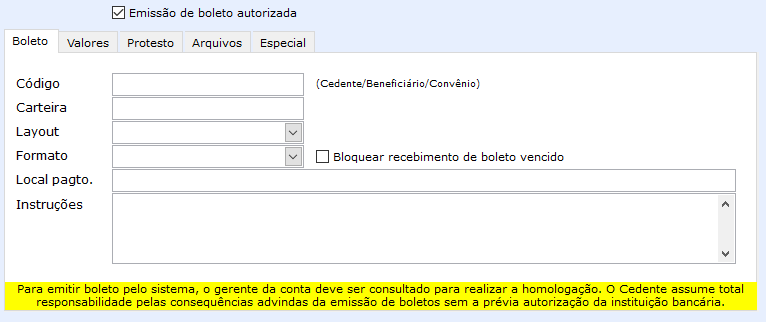 Emissão de boleto autorizada
Boleto Valores Protesto Arquivos Especial
Código (Cedente/Beneficiário/Convênio)
Carteira
Layout
Formato Bloquear recebimento de boleto vencido
Local pagto.
Instruções
Para emitir boleto pelo sistema, o gerente da conta deve ser consultado para realizar a homologação. O Cedente assume total
responsabilidade pelas consequências advindas da emissão de boletos sem a prévia autorização da instituição bancária.